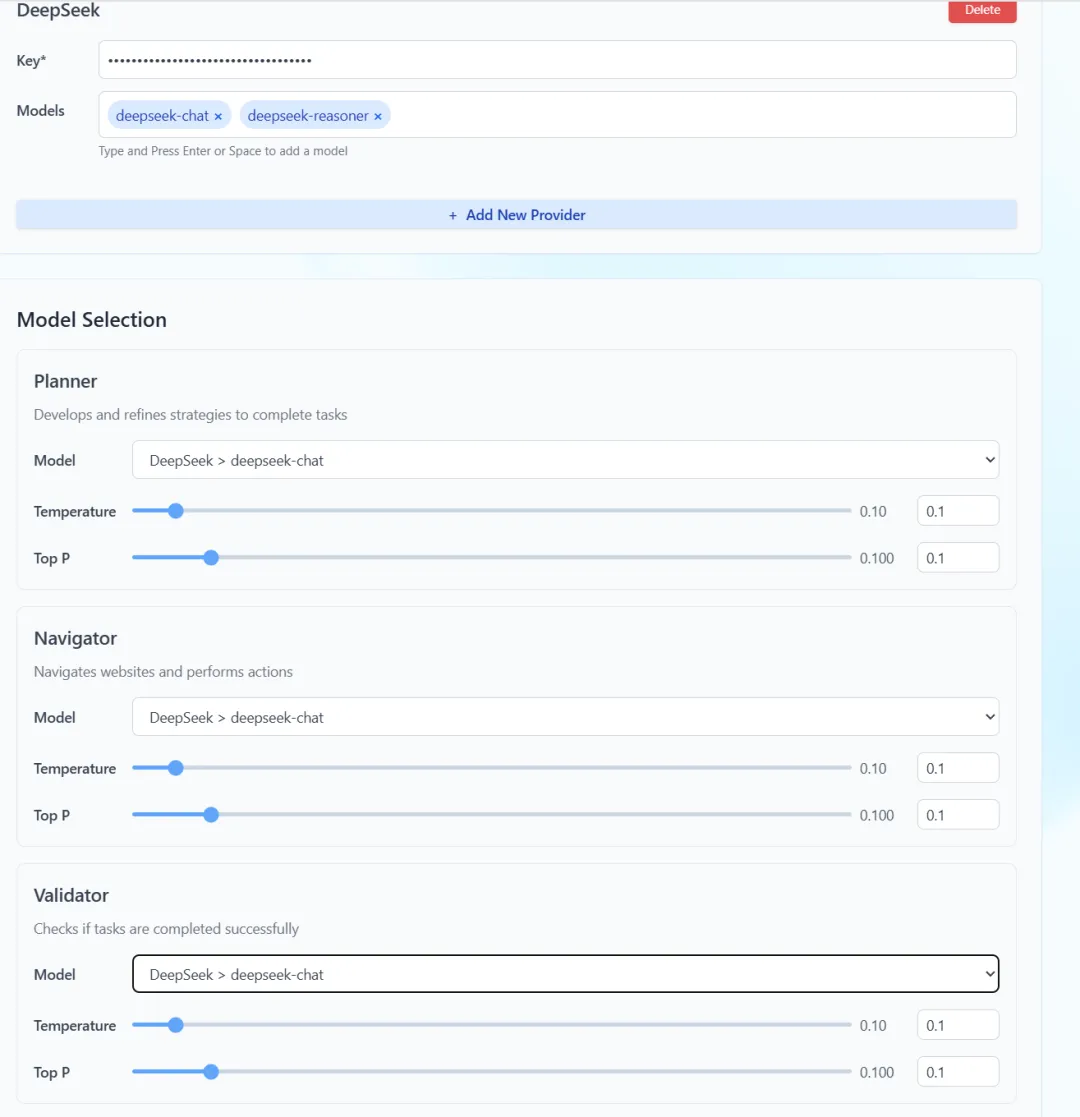 DeepSeek
Delete
Key*
••••••••••••••••••••••••••••••••••
Models
deepseek-chat × deepseek-reasoner ×
Type and Press Enter or Space to add a model
+ Add New Provider
Model Selection
Planner
Develops and refines strategies to complete tasks
Model DeepSeek > deepseek-chat
Temperature 0.10 0.1
Top P 0.100 0.1
Navigator
Navigates websites and performs actions
Model DeepSeek > deepseek-chat
Temperature 0.10 0.1
Top P 0.100 0.1
Validator
Checks if tasks are completed successfully
Model DeepSeek > deepseek-chat
Temperature 0.10 0.1
Top P 0.100 0.1